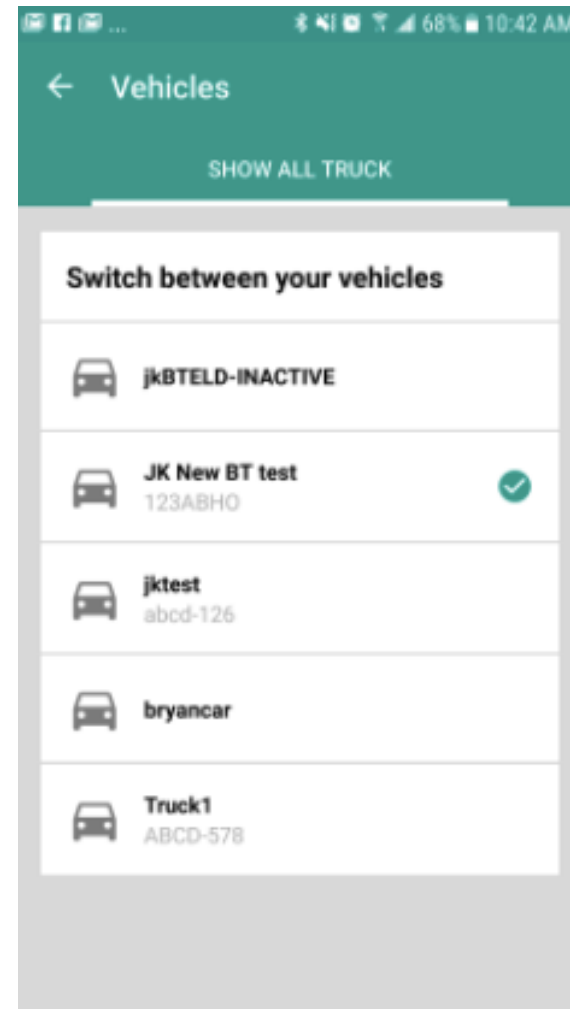 ... 68% 10:42 AM
Vehicles
SHOW ALL TRUCK
Switch between your vehicles
jkBTELD-INACTIVE
JK New BT test
123ABHO
jktest
abcd-126
bryancar
Truck1
ABCD-578